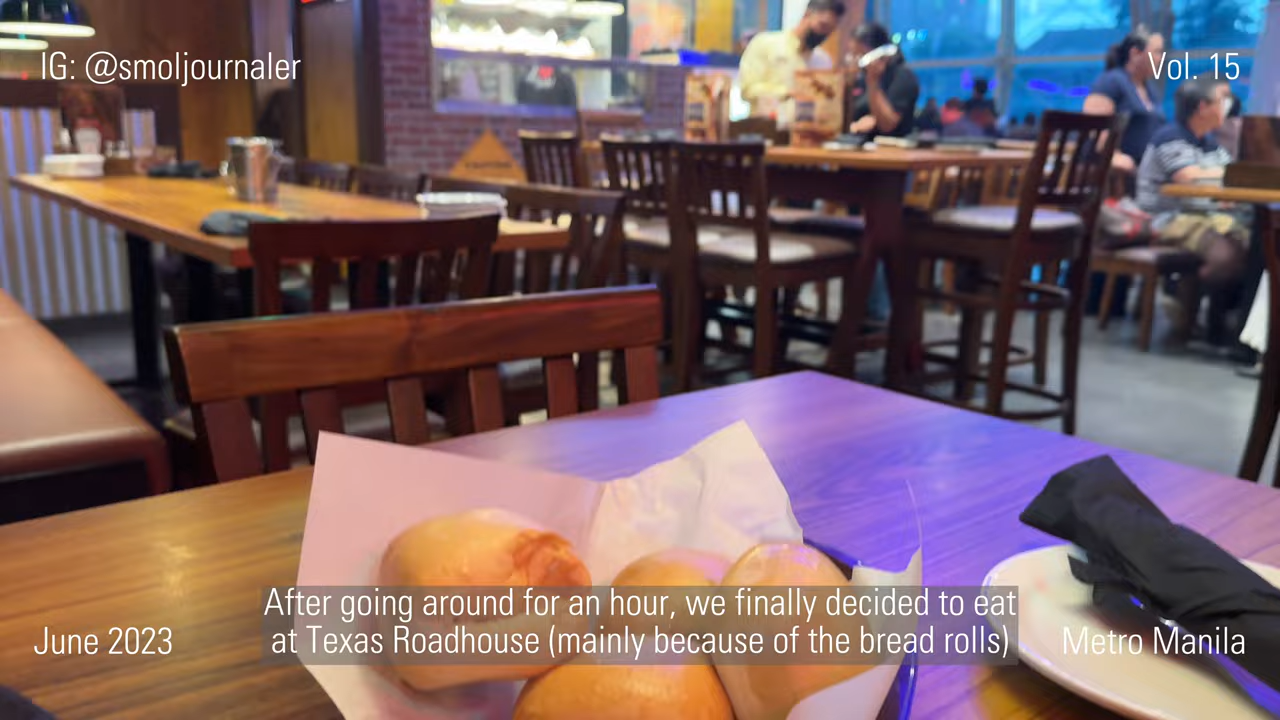 IG: @smoljournaler
Vol. 15
After going around for an hour, we finally decided to eat
at Texas Roadhouse (mainly because of the bread rolls)
June 2023
Metro Manila